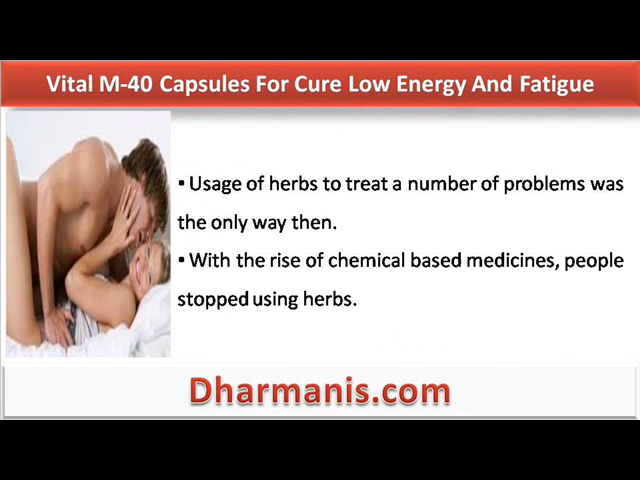 Vital M-40 Capsules For Cure Low Energy And Fatigue
▪ Usage of herbs to treat a number of problems was
the only way then.
▪ With the rise of chemical based medicines, people
stopped using herbs.
Dharmanis.com